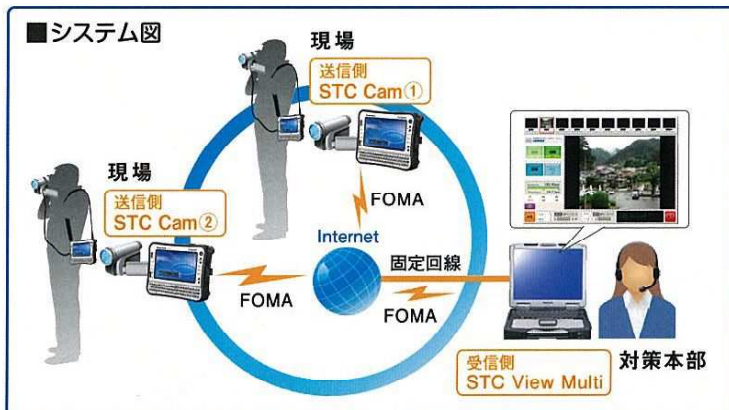 ■システム図
現場
送信側
STC Cam①
FOMA
現場
送信側
STC Cam②
FOMA
Internet
固定回線
FOMA
受信側
STC View Multi
対策本部